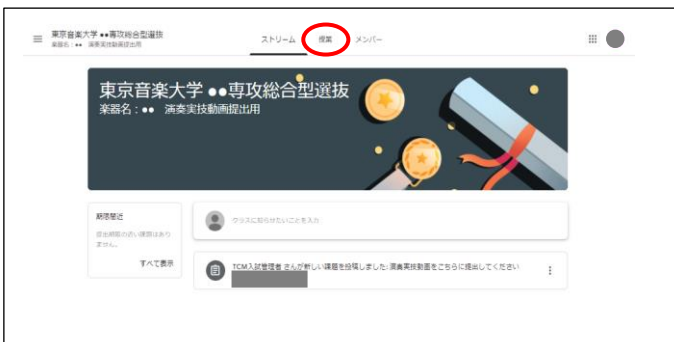 東京音楽大学 ●●専攻総合型選抜
楽器名：●● 演奏実技動画提出用
ストリーム 授業 メンバー
東京音楽大学 ●●専攻総合型選抜
楽器名：●● 演奏実技動画提出用
期限間近
提出期限の近い課題はあり
ません。
すべて表示
クラスに知らせたいことを入力
TCM入試管理者 さんが新しい課題を投稿しました: 演奏実技動画をこちらに提出してください